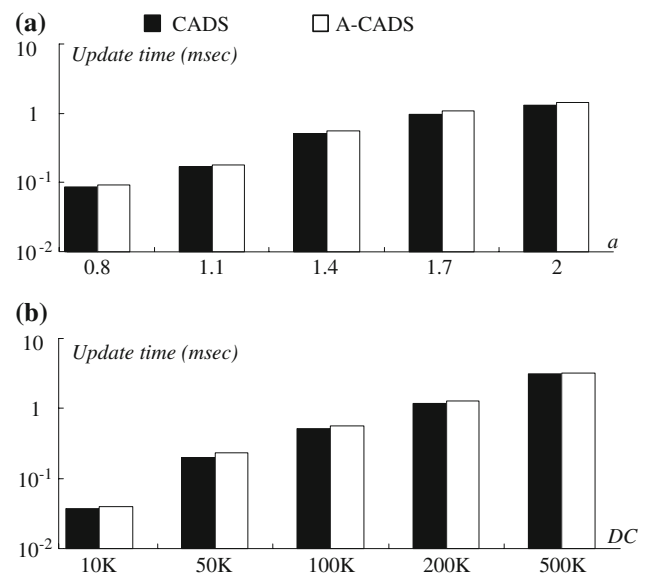 (a)
CADS A-CADS
10
Update time (msec)
1
10⁻¹
10⁻²
a
0.8 1.1 1.4 1.7 2
(b)
10
Update time (msec)
1
10⁻¹
10⁻²
DC
10K 50K 100K 200K 500K